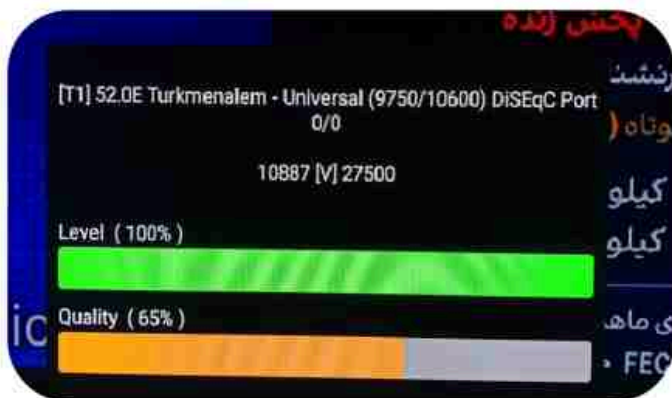 پخش زنده
[T1] 52.0E Turkmenalem - Universal (9750/10600) DiSEqC Port
0/0
10887 [V] 27500
کیلو
Level ( 100% )
کیلو
Quality ( 65% )
FEC